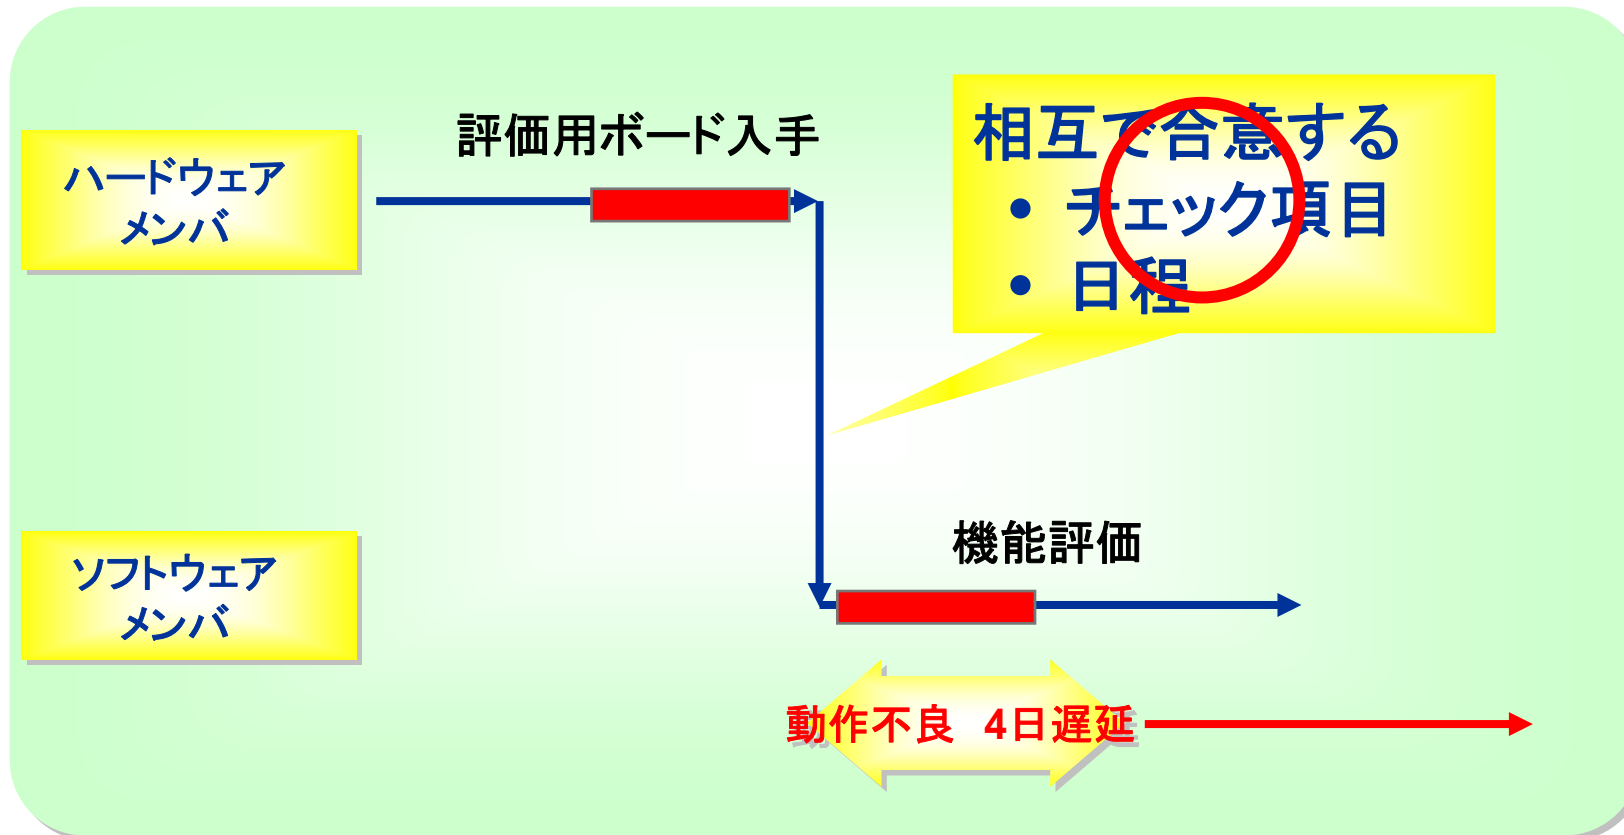 評価用ボード入手
ハードウェア
メンバ
相互で合意する
• チェック項目
• 日程
機能評価
ソフトウェア
メンバ
動作不良 4日遅延